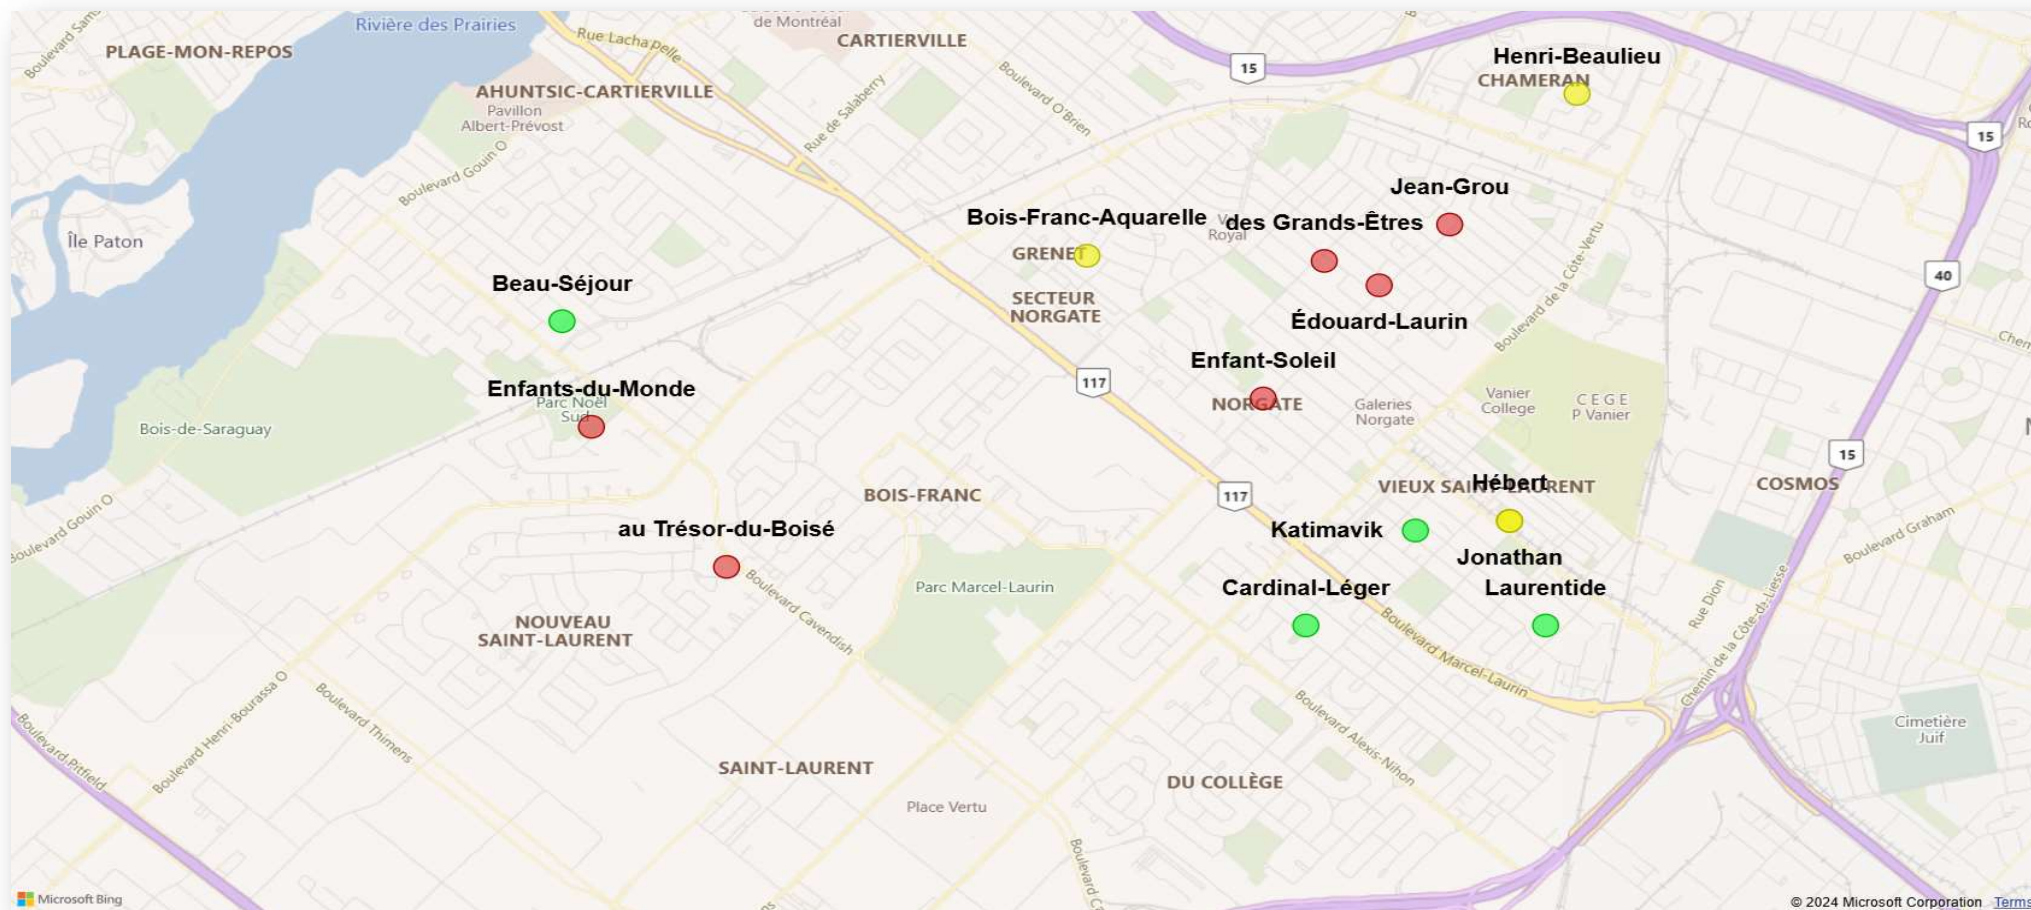 Rivière des Prairies
PLAGE-MON-REPOS
Rue Lachapelle
de Montréal
CARTIERVILLE
15
Henri-Beaulieu
CHAMERAN
AHUNTSIC-CARTIERVILLE
Pavillon
Albert-Prévost
Rue de Salaberry
Boulevard O'Brien
15
Boulevard Gouin O
Jean-Grou
Bois-Franc-Aquarelle
des Grands-Êtres
Royal
Île Paton
GRENET
40
Beau-Séjour
SECTEUR
NORGATE
Édouard-Laurin
Boulevard de la Côte-Vertu
Enfant-Soleil
117
Enfants-du-Monde
Parc Noël
Sud
NORGATE
Galeries
Norgate
Vanier
College
C E G E
P Vanier
Bois-de-Saraguay
15
BOIS-FRANC
117
VIEUX SAINT-LAURENT
Hébert
COSMOS
Boulevard Gouin O
au Trésor-du-Boisé
Katimavik
Boulevard Graham
Jonathan
Boulevard Cavendish
Parc Marcel-Laurin
Cardinal-Léger
Laurentide
Rue Dion
Chemin de la Côte-de-Liesse
NOUVEAU
SAINT-LAURENT
Boulevard Marcel-Laurin
Boulevard Henri-Bourassa O
Boulevard Thimens
Boulevard Pitfield
Boulevard Alexis-Nihon
Cimetière
Juif
SAINT-LAURENT
DU COLLÈGE
Place Vertu
Microsoft Bing
© 2024 Microsoft Corporation Terms